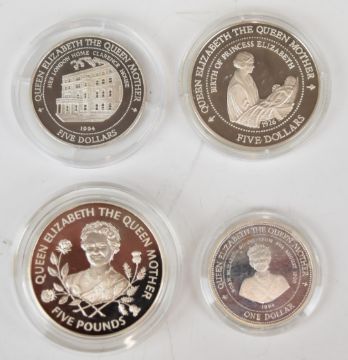 QUEEN ELIZABETH THE QUEEN MOTHER
HER LONDON HOME CLARENCE HOUSE
1994
FIVE DOLLARS
QUEEN ELIZABETH THE QUEEN MOTHER
BIRTH OF PRINCESS ELIZABETH
1926
FIVE DOLLARS
QUEEN ELIZABETH THE QUEEN MOTHER
FIVE POUNDS
QUEEN ELIZABETH THE QUEEN MOTHER
1994
ONE DOLLAR